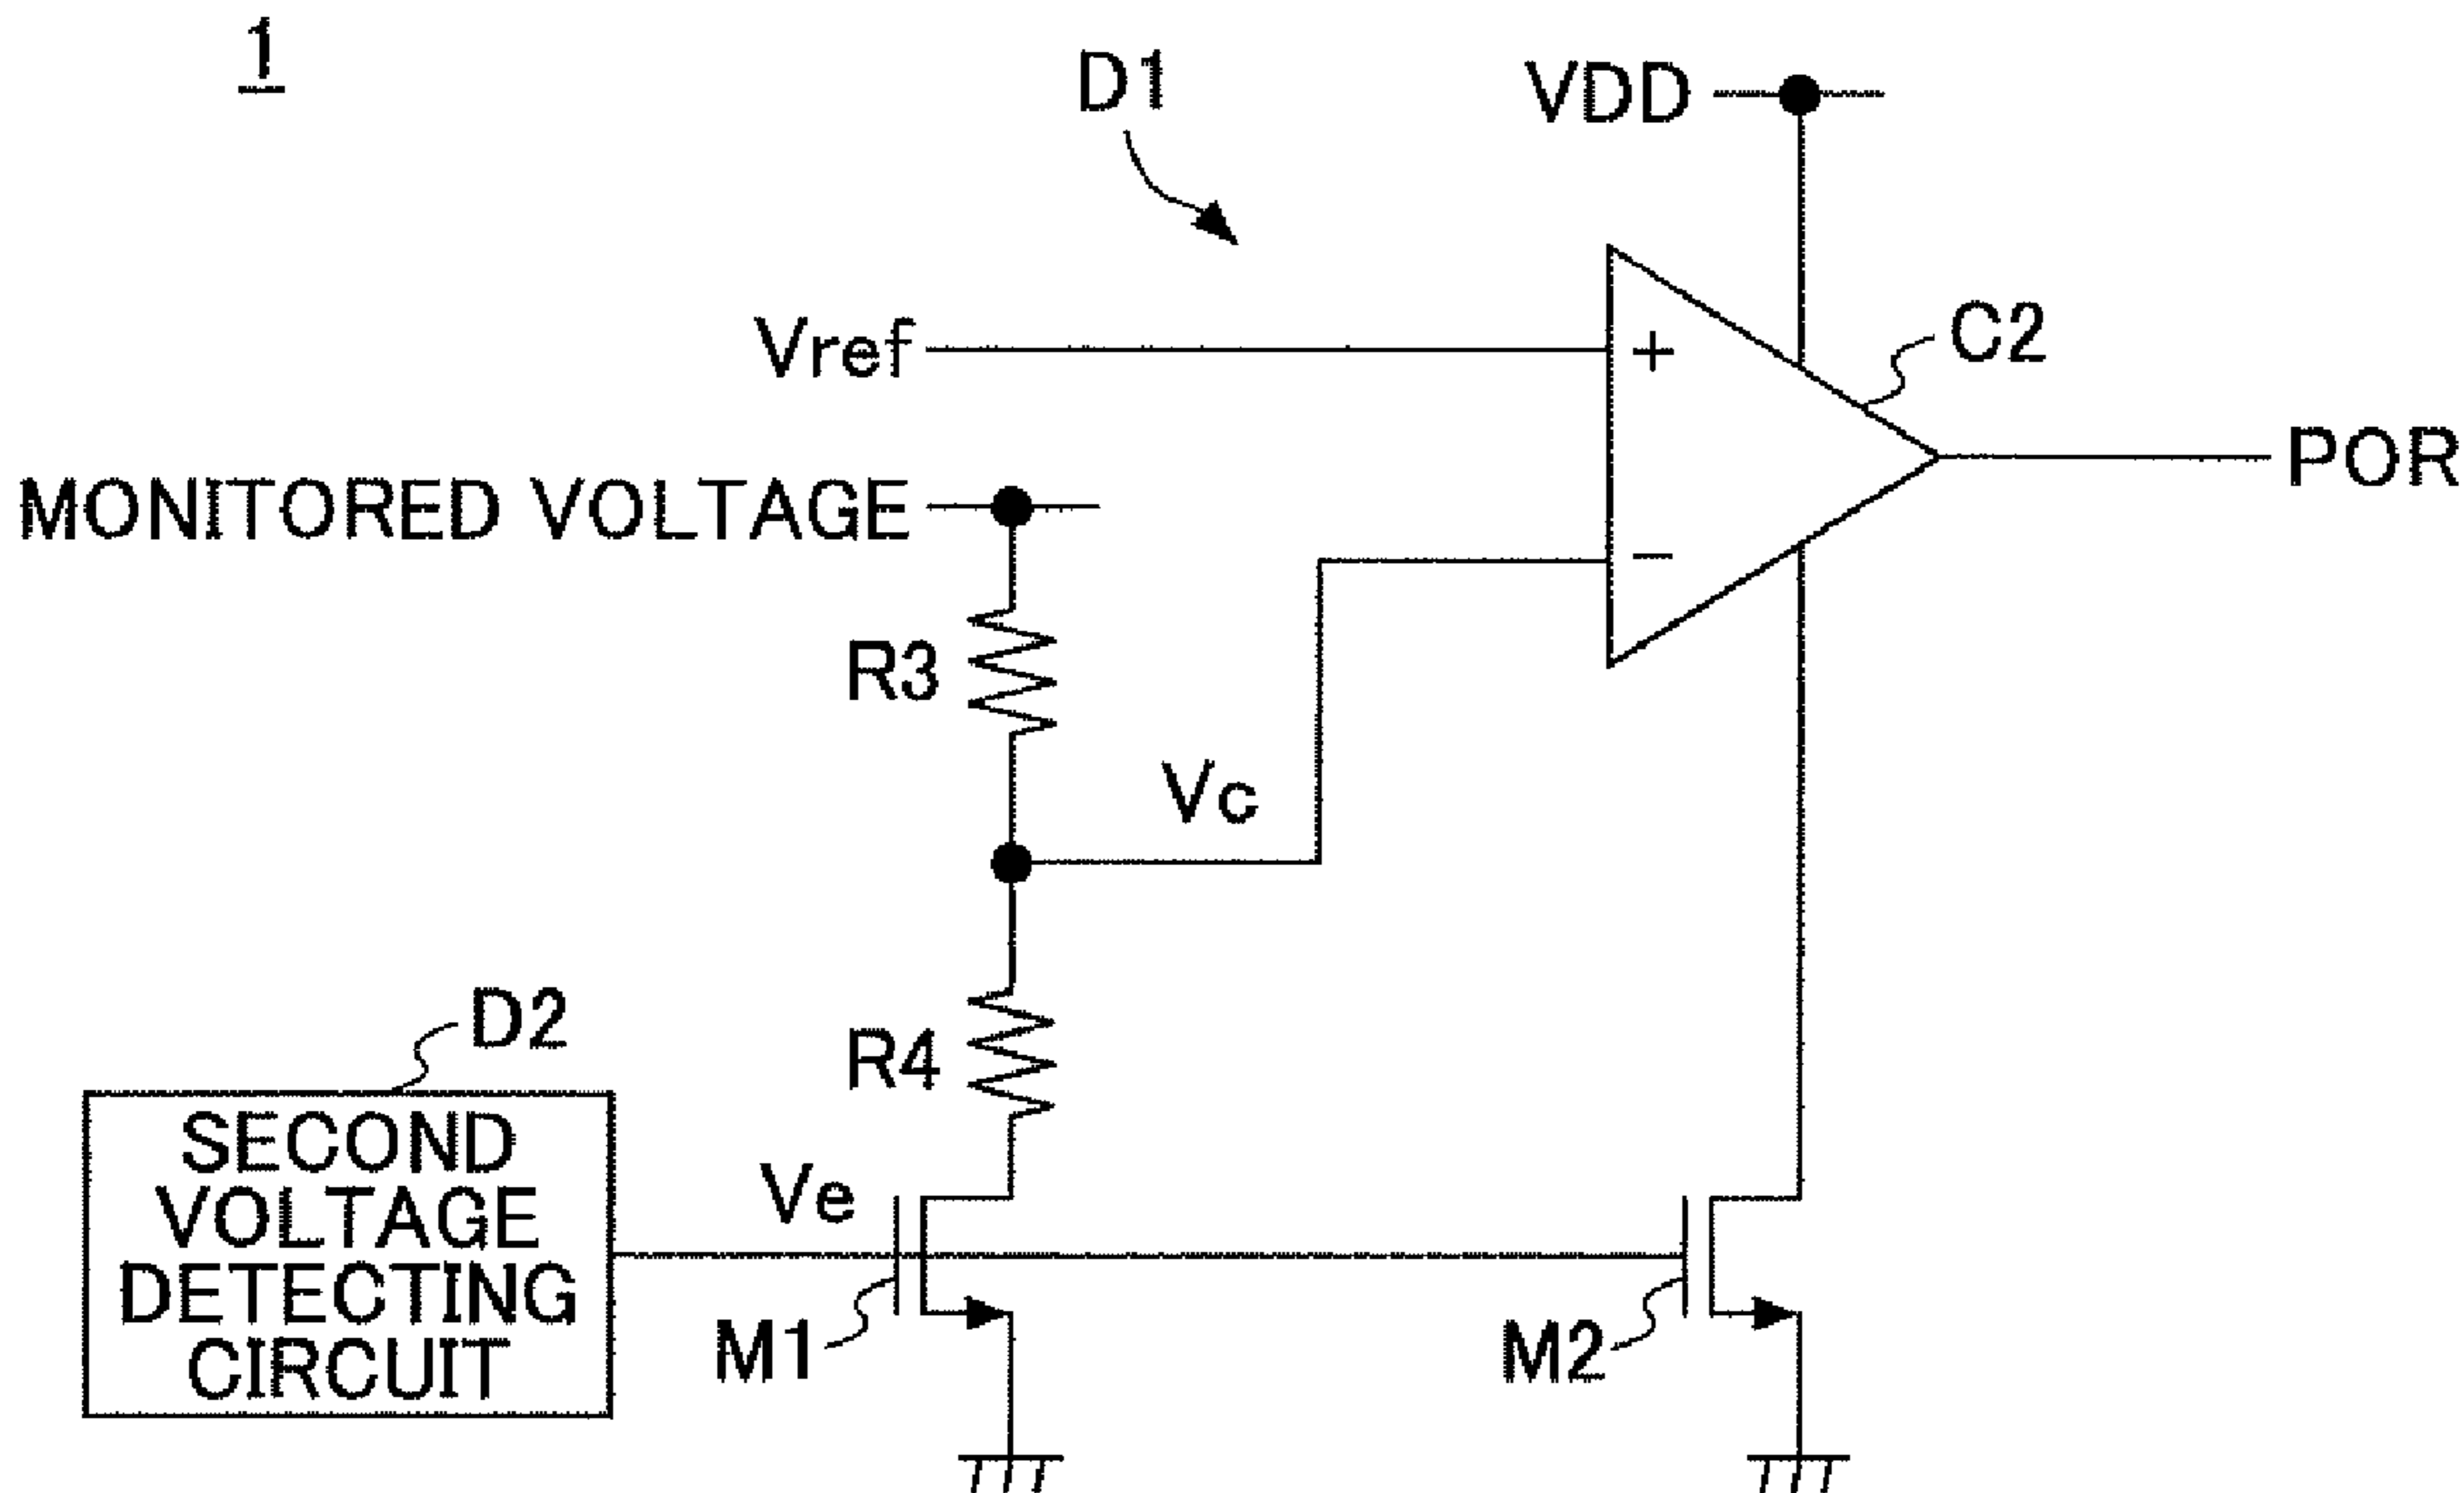 1
D1
VDD
Vref
+
C2
POR
MONITORED VOLTAGE
−
R3
Vc
R4
D2
SECOND
VOLTAGE
DETECTING
CIRCUIT
Ve
M1
M2